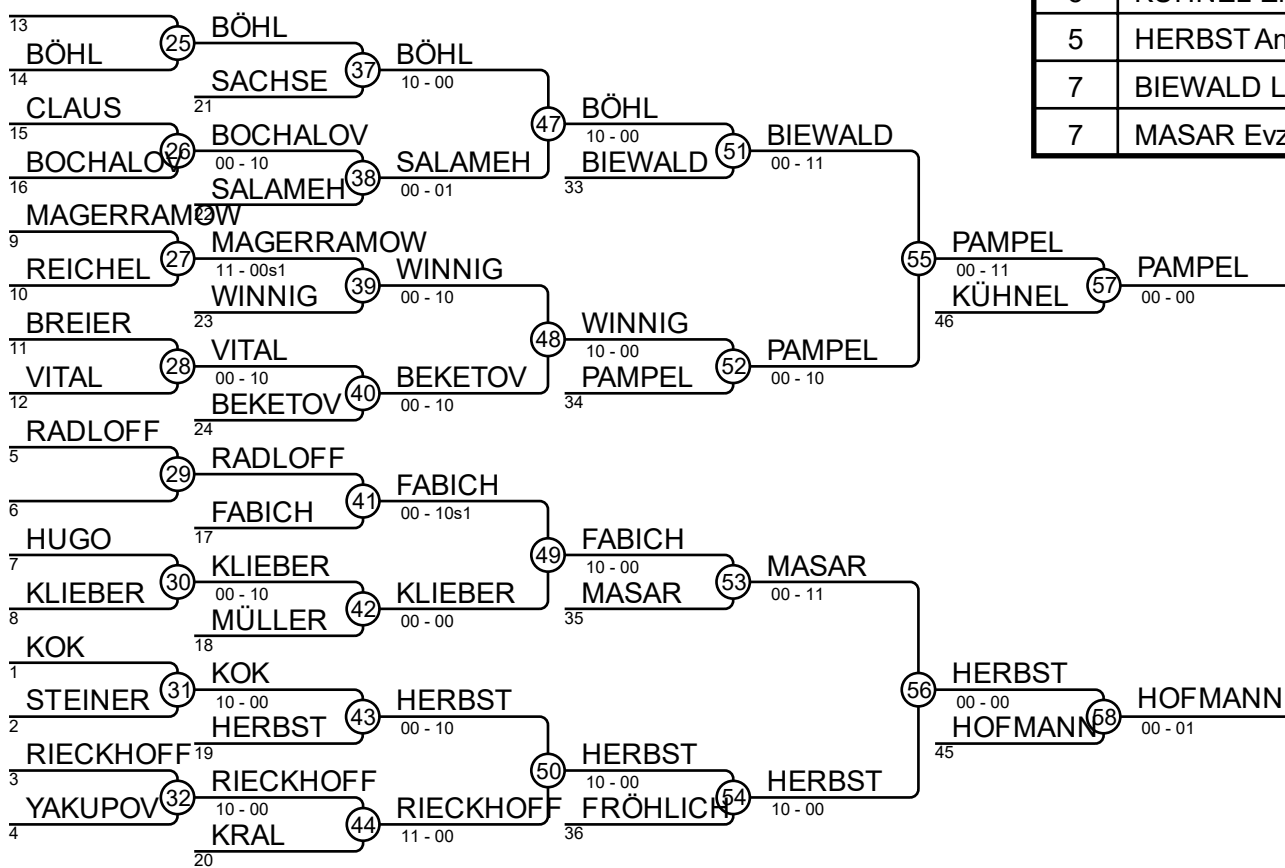 13
BÖHL
25
BÖHL
14
SACHSE
37
BÖHL
10 - 00
21
CLAUS
15
BOCHALOV
26
BOCHALOV
00 - 10
16
SALAMEH
38
SALAMEH
00 - 01
22
47
BÖHL
10 - 00
BIEWALD
33
51
BIEWALD
00 - 11
MAGERRAMOW
9
REICHEL
27
MAGERRAMOW
11 - 00s1
10
WINNIG
39
WINNIG
00 - 10
23
BREIER
11
VITAL
28
VITAL
00 - 10
12
BEKETOV
40
BEKETOV
00 - 10
24
48
WINNIG
10 - 00
PAMPEL
34
52
PAMPEL
00 - 10
55
PAMPEL
00 - 11
KÜHNEL
46
57
PAMPEL
00 - 00
RADLOFF
5
29
RADLOFF
6
FABICH
41
FABICH
00 - 10s1
17
HUGO
7
KLIEBER
30
KLIEBER
00 - 10
8
MÜLLER
42
KLIEBER
00 - 00
18
49
FABICH
10 - 00
MASAR
35
53
MASAR
00 - 11
KOK
1
STEINER
31
KOK
10 - 00
2
HERBST
43
HERBST
00 - 10
19
RIECKHOFF
3
YAKUPOV
32
RIECKHOFF
10 - 00
4
KRAL
44
RIECKHOFF
11 - 00
20
50
HERBST
10 - 00
FRÖHLICH
36
54
HERBST
10 - 00
56
HERBST
00 - 00
HOFMANN
45
58
HOFMANN
00 - 01
5 HERBST An
7 BIEWALD L
7 MASAR Evz